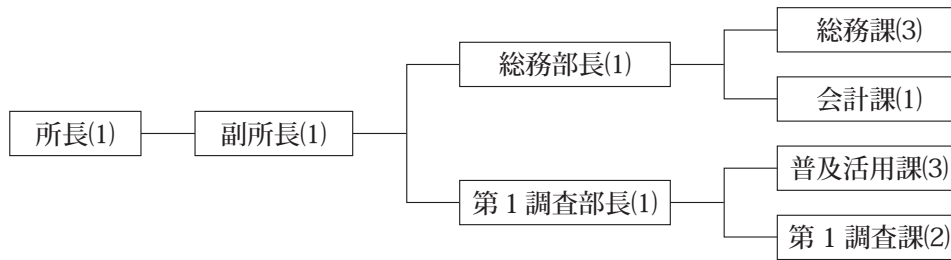 所長(1)
副所長(1)
総務部長(1)
総務課(3)
会計課(1)
第1調査部長(1)
普及活用課(3)
第1調査課(2)